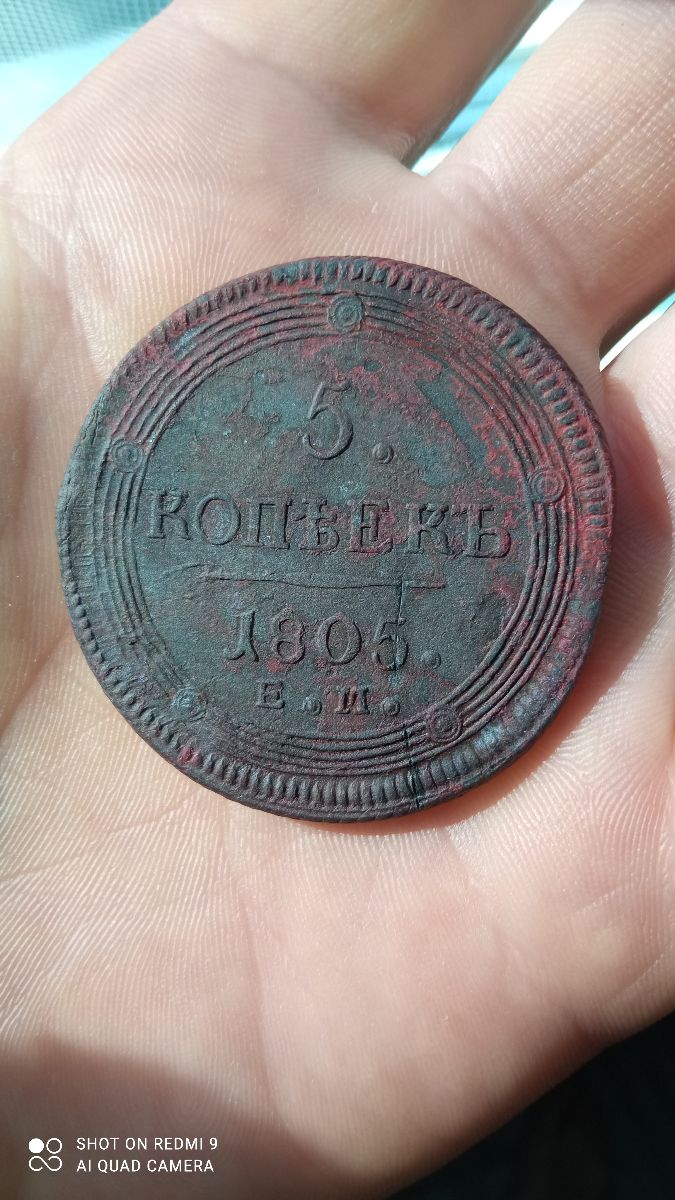 5.
КОПѢЕКЪ
1805.
Е.М.
SHOT ON REDMI 9
AI QUAD CAMERA